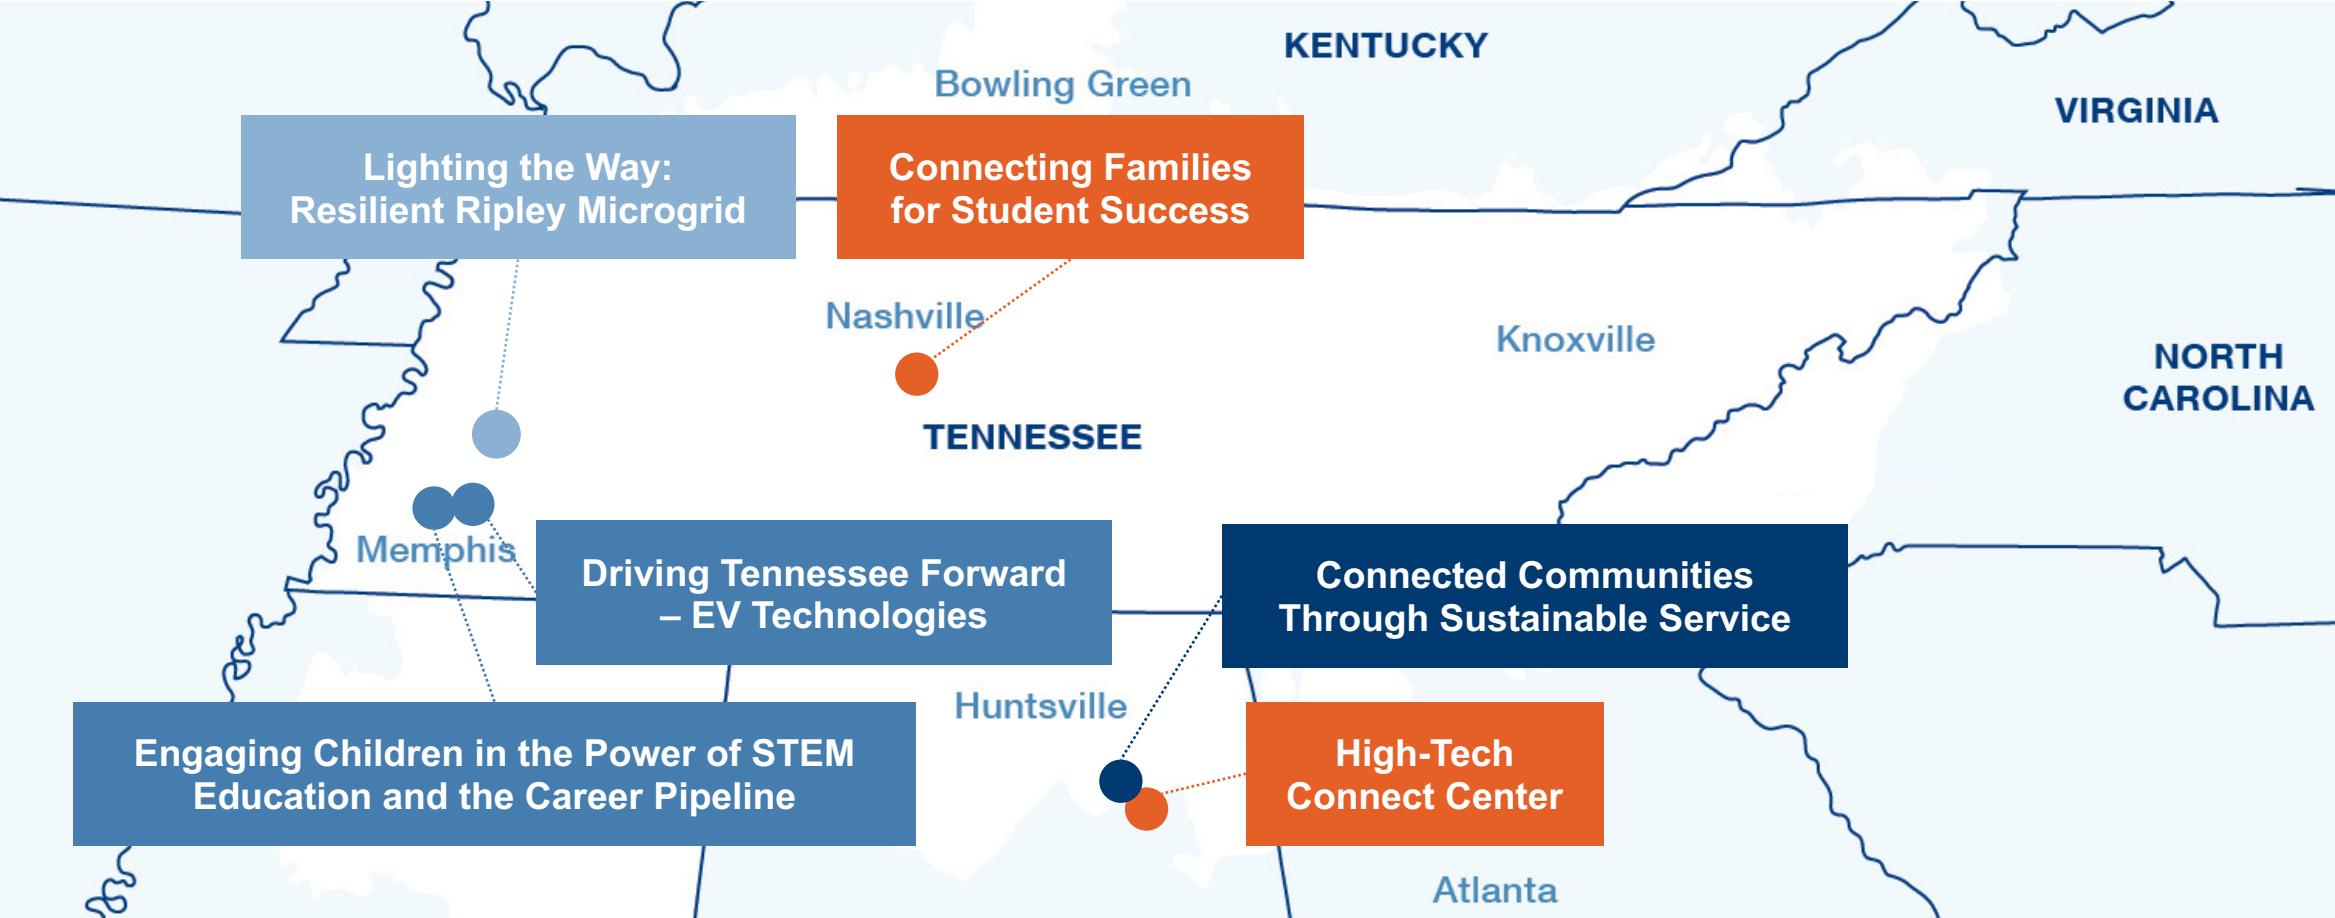 KENTUCKY
Bowling Green
VIRGINIA
Lighting the Way:
Resilient Ripley Microgrid
Connecting Families
for Student Success
Nashville
Knoxville
NORTH
CAROLINA
TENNESSEE
Memphis
Driving Tennessee Forward
– EV Technologies
Connected Communities
Through Sustainable Service
Huntsville
Engaging Children in the Power of STEM
Education and the Career Pipeline
High-Tech
Connect Center
Atlanta